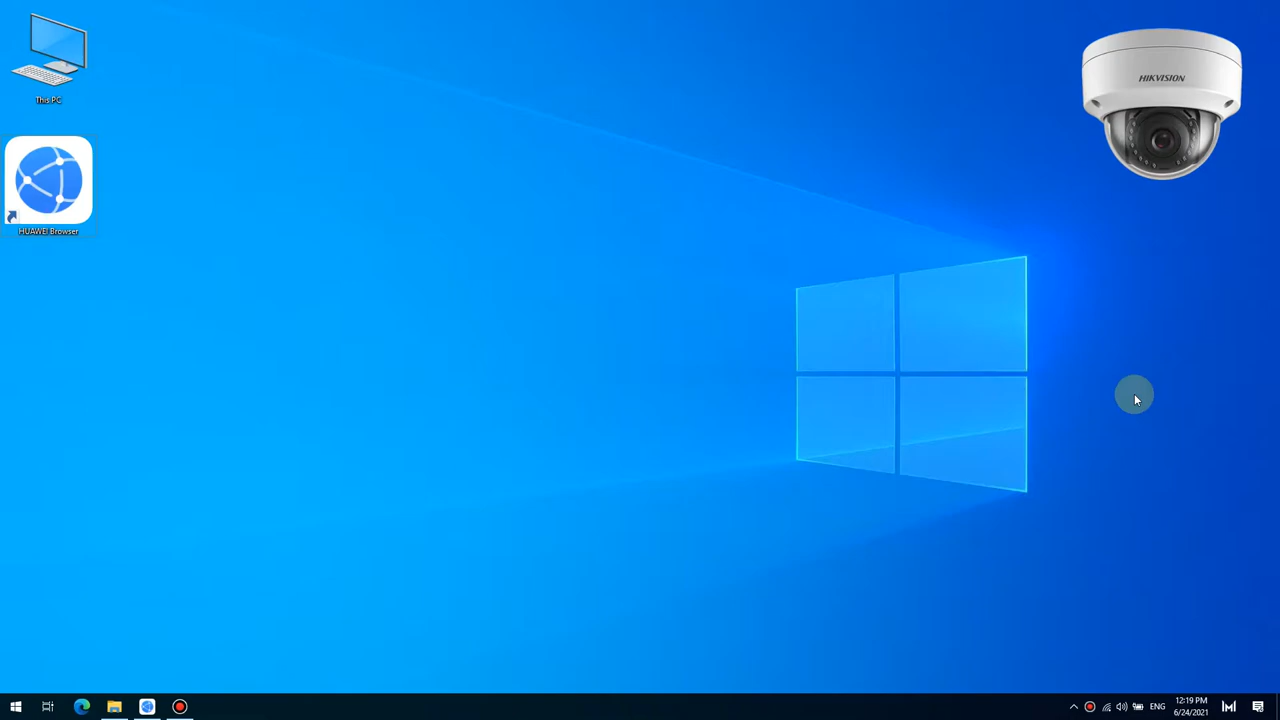 This PC
HIKVISION
HUAWEI Browser
ENG
12:19 PM
6/24/2021